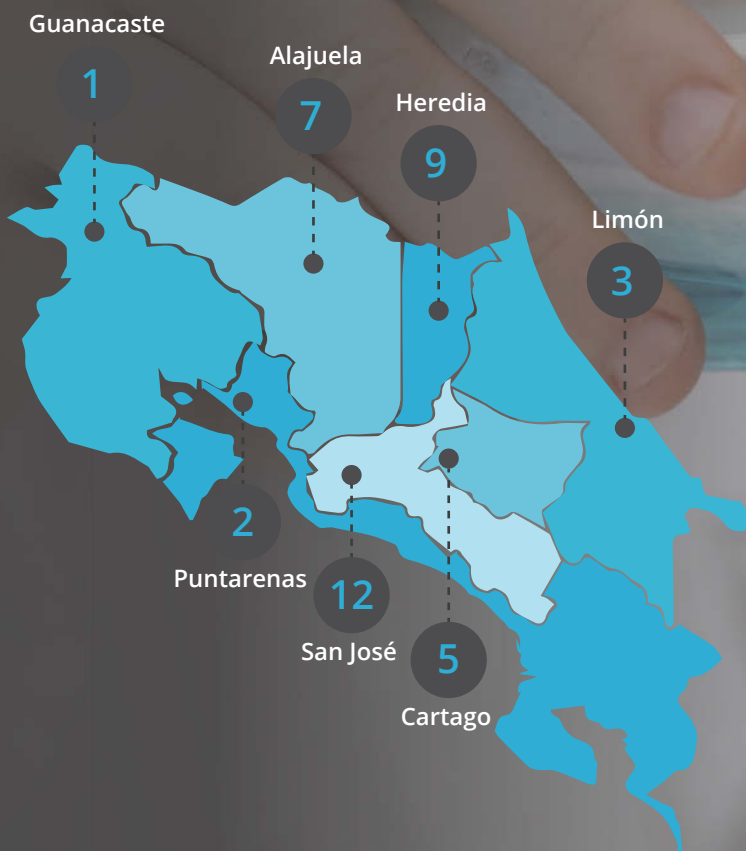 Guanacaste
1
Alajuela
7
Heredia
9
Limón
3
2
Puntarenas
12
San José
5
Cartago